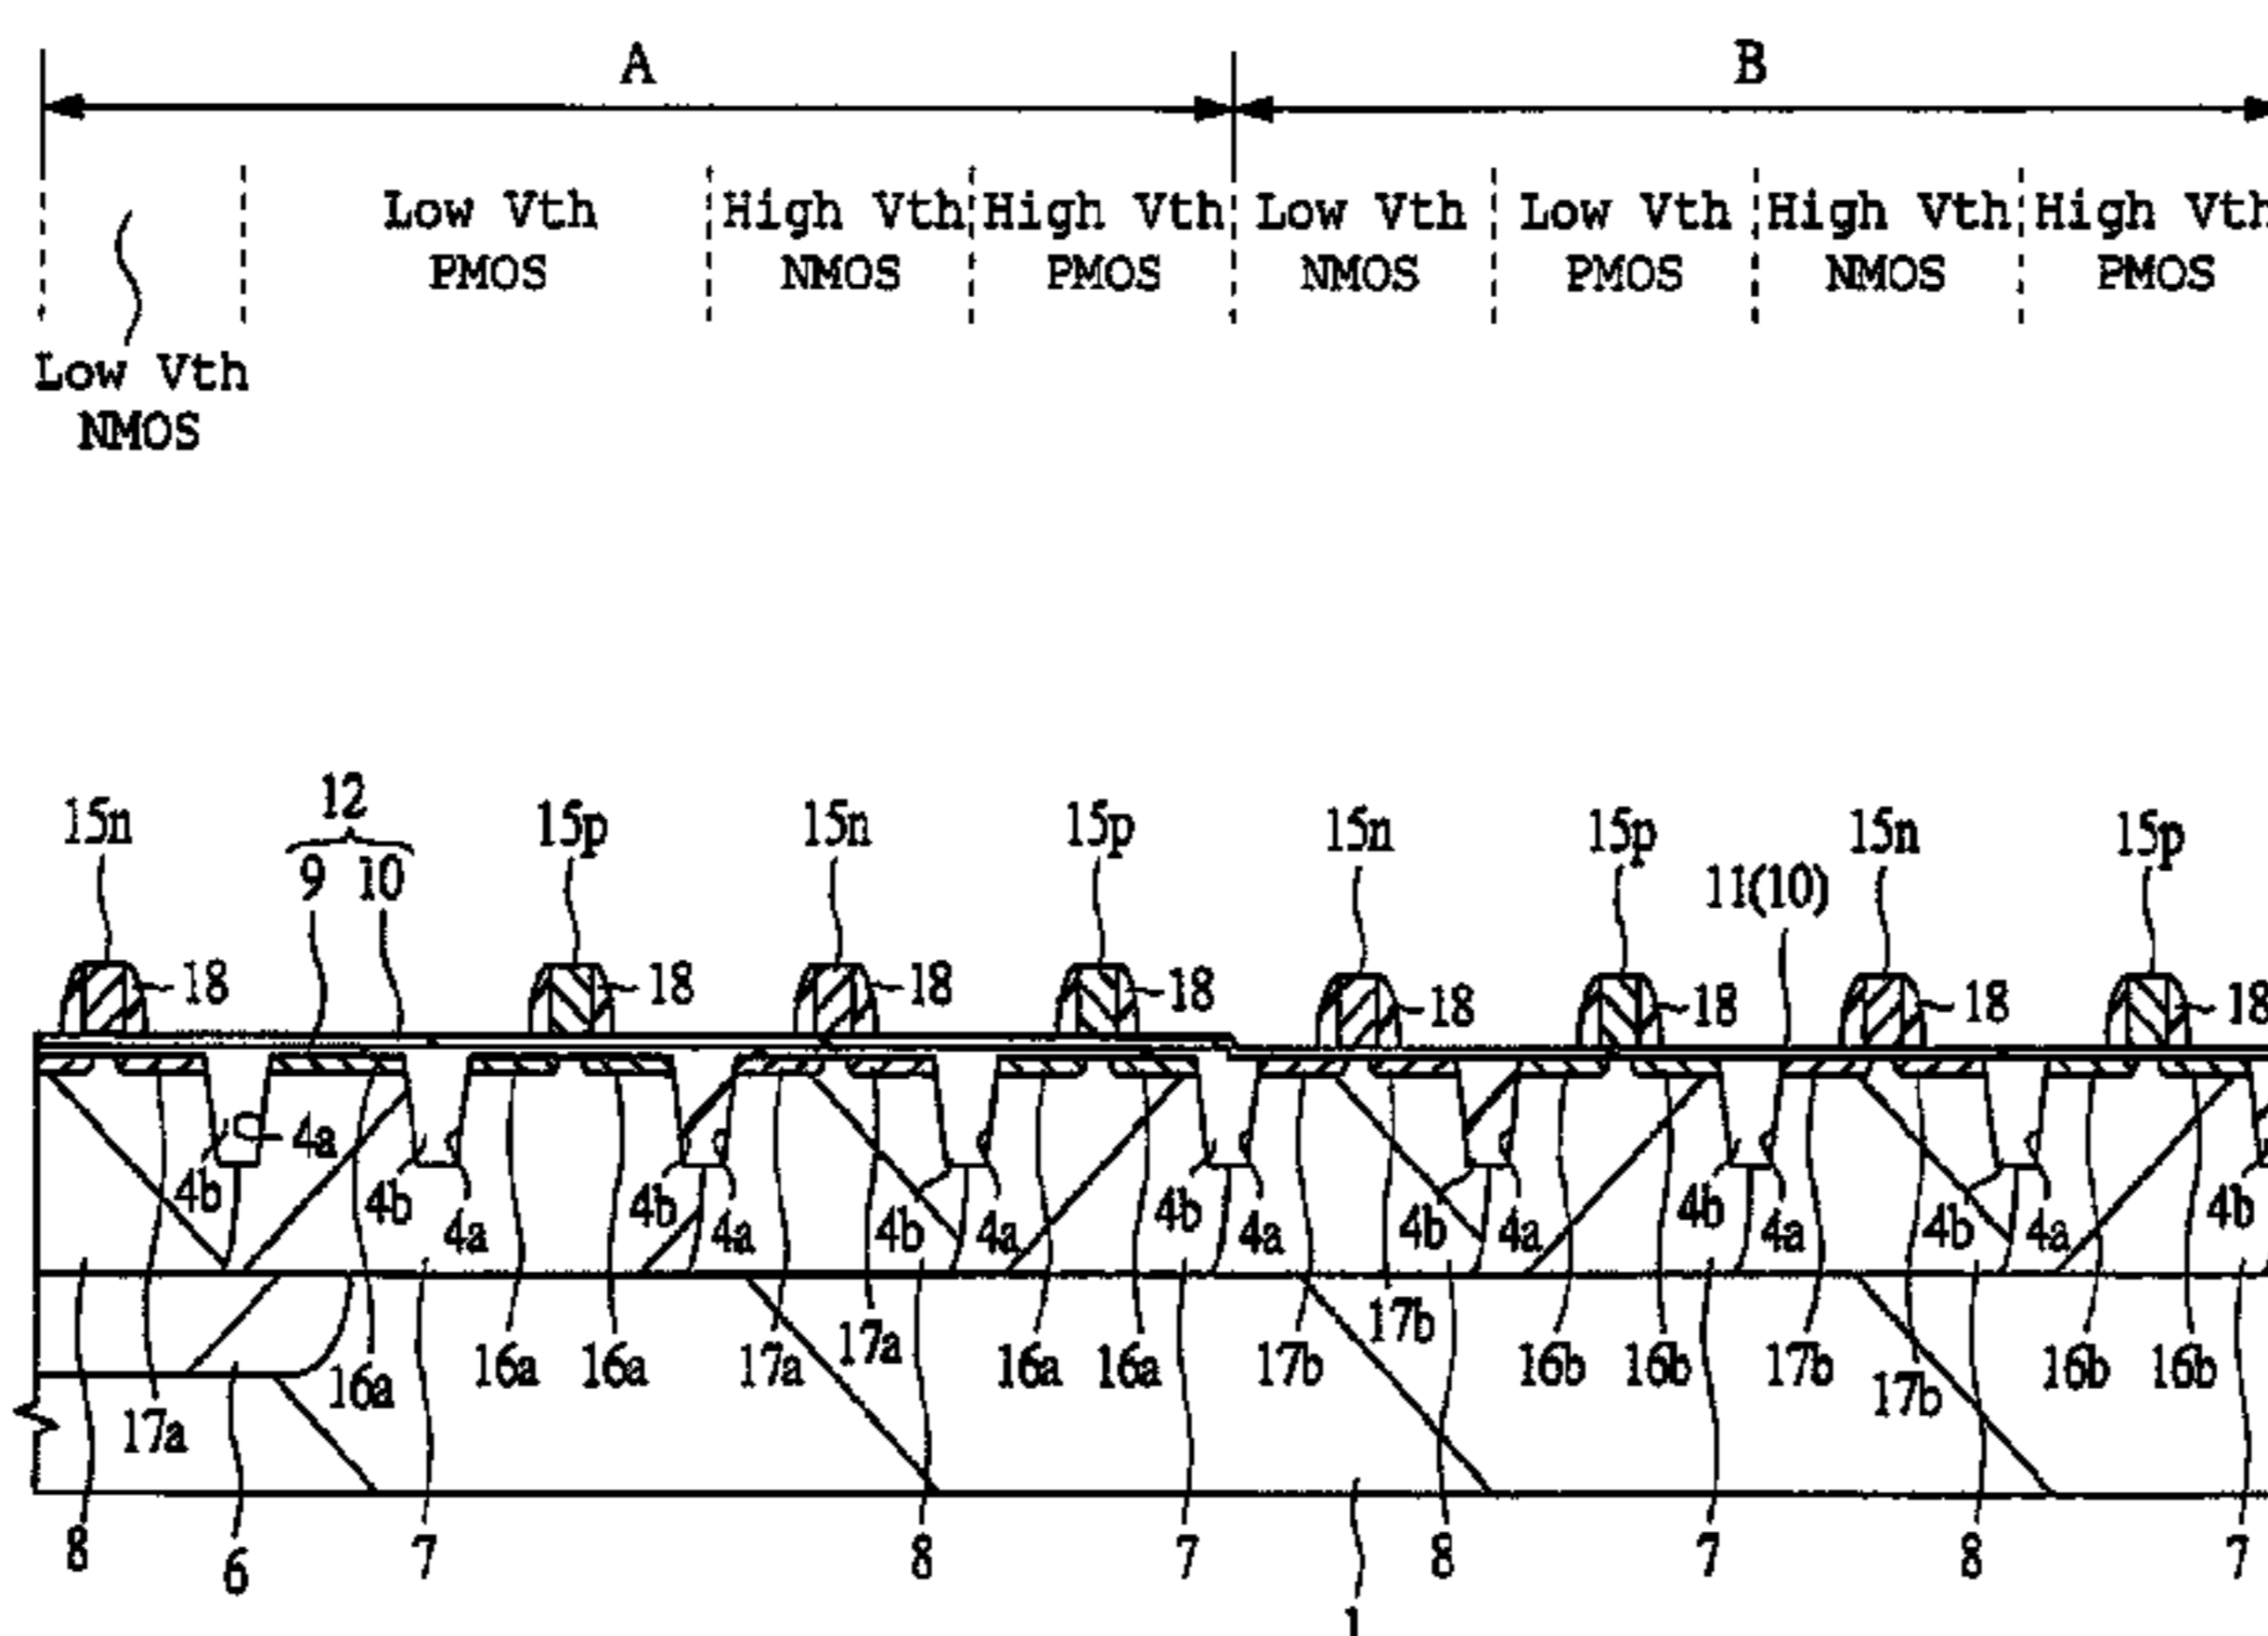 A B
Low Vth PMOS
High Vth NMOS
High Vth PMOS
Low Vth NMOS
Low Vth PMOS
High Vth NMOS
High Vth PMOS
Low Vth NMOS
12
15n 9 10 15p 15n 15p 15n 15p 11(10) 15n 15p
18 18 18 18 18 18 18 18
4a
4b 4b 4a 4b 4a 4b 4a 4b 4a 4b 4a 4b 4a 4b 4a 4b
17a 16a 16a 16a 17a 17a 16a 16a 17b 17b 16b 16b 17b 17b 16b 16b
8 6 7 8 7 8 7 8 7
1